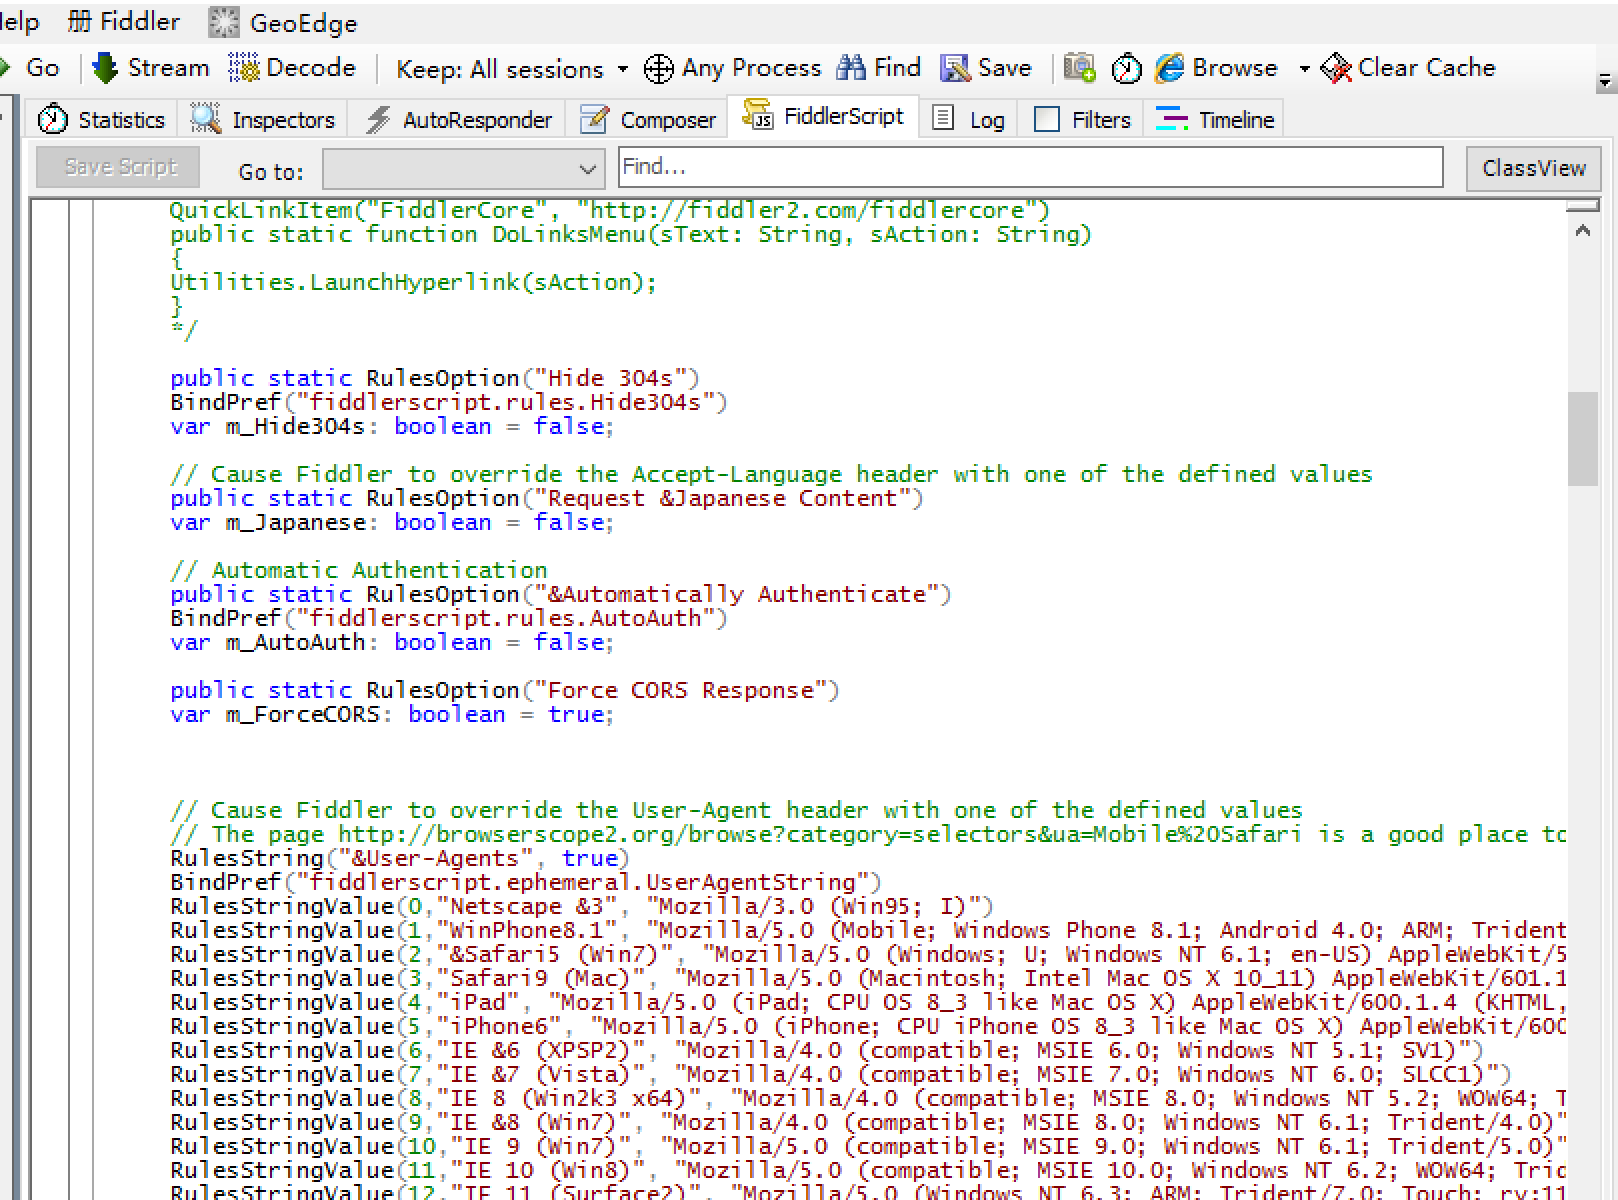 Help 册 Fiddler GeoEdge
Go Stream Decode Keep: All sessions Any Process Find Save Browse Clear Cache
Statistics Inspectors AutoResponder Composer FiddlerScript Log Filters Timeline
Save Script Go to: Find... ClassView
QuickLinkItem("FiddlerCore", "http://fiddler2.com/fiddlercore")
public static function DoLinksMenu(sText: String, sAction: String)
{
Utilities.LaunchHyperlink(sAction);
}
*/
public static RulesOption("Hide 304s")
BindPref("fiddlerscript.rules.Hide304s")
var m_Hide304s: boolean = false;
// Cause Fiddler to override the Accept-Language header with one of the defined values
public static RulesOption("Request &Japanese Content")
var m_Japanese: boolean = false;
// Automatic Authentication
public static RulesOption("&Automatically Authenticate")
BindPref("fiddlerscript.rules.AutoAuth")
var m_AutoAuth: boolean = false;
public static RulesOption("Force CORS Response")
var m_ForceCORS: boolean = true;
// Cause Fiddler to override the User-Agent header with one of the defined values
// The page http://browserscope2.org/browse?category=selectors&ua=Mobile%20Safari is a good place to
RulesString("&User-Agents", true)
BindPref("fiddlerscript.ephemeral.UserAgentString")
RulesStringValue(0,"Netscape &3", "Mozilla/3.0 (Win95; I)")
RulesStringValue(1,"WinPhone8.1", "Mozilla/5.0 (Mobile; Windows Phone 8.1; Android 4.0; ARM; Trident
RulesStringValue(2,"&Safari5 (Win7)", "Mozilla/5.0 (Windows; U; Windows NT 6.1; en-US) AppleWebKit/5
RulesStringValue(3,"Safari9 (Mac)", "Mozilla/5.0 (Macintosh; Intel Mac OS X 10_11) AppleWebKit/601.1
RulesStringValue(4,"iPad", "Mozilla/5.0 (iPad; CPU OS 8_3 like Mac OS X) AppleWebKit/600.1.4 (KHTML,
RulesStringValue(5,"iPhone6", "Mozilla/5.0 (iPhone; CPU iPhone OS 8_3 like Mac OS X) AppleWebKit/600
RulesStringValue(6,"IE &6 (XPSP2)", "Mozilla/4.0 (compatible; MSIE 6.0; Windows NT 5.1; SV1)")
RulesStringValue(7,"IE &7 (Vista)", "Mozilla/4.0 (compatible; MSIE 7.0; Windows NT 6.0; SLCC1)")
RulesStringValue(8,"IE 8 (Win2k3 x64)", "Mozilla/4.0 (compatible; MSIE 8.0; Windows NT 5.2; WOW64; T
RulesStringValue(9,"IE &8 (Win7)", "Mozilla/4.0 (compatible; MSIE 8.0; Windows NT 6.1; Trident/4.0)"
RulesStringValue(10,"IE 9 (Win7)", "Mozilla/5.0 (compatible; MSIE 9.0; Windows NT 6.1; Trident/5.0)"
RulesStringValue(11,"IE 10 (Win8)", "Mozilla/5.0 (compatible; MSIE 10.0; Windows NT 6.2; WOW64; Trid
RulesStringValue(12,"IE 11 (Surface2)", "Mozilla/5.0 (Windows NT 6.3; ARM; Trident/7.0; Touch; rv:11